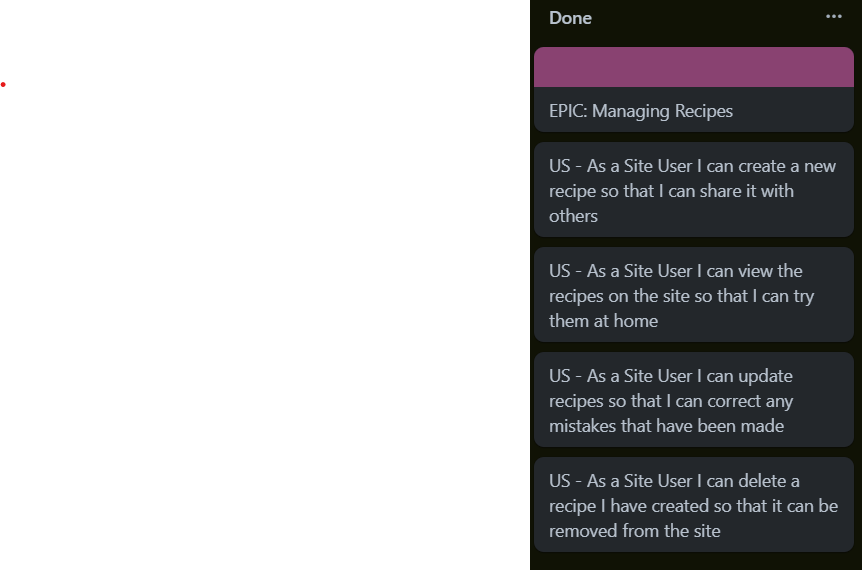 Done
EPIC: Managing Recipes
US - As a Site User I can create a new
recipe so that I can share it with
others
US - As a Site User I can view the
recipes on the site so that I can try
them at home
US - As a Site User I can update
recipes so that I can correct any
mistakes that have been made
US - As a Site User I can delete a
recipe I have created so that it can be
removed from the site